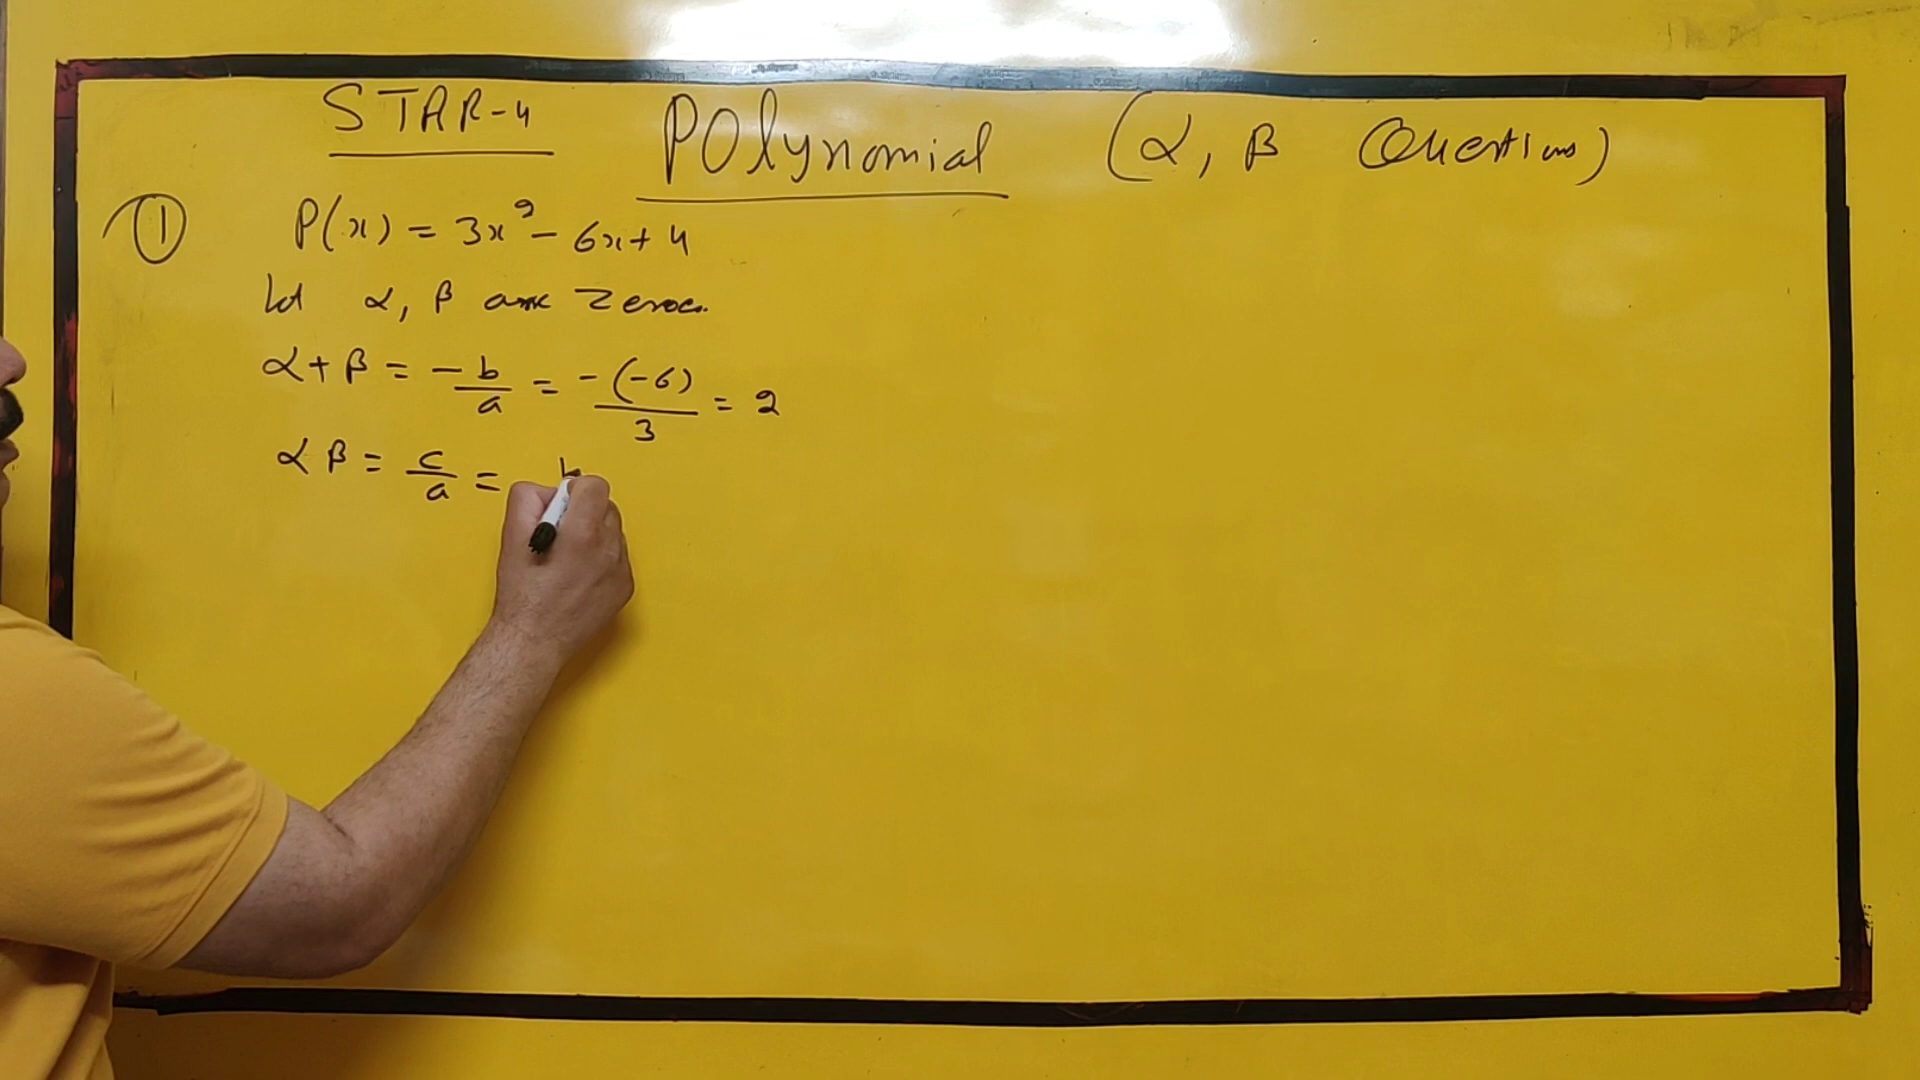 STAR-4 POlynomial (α, β Questions)
① P(x) = 3x² - 6x + 4
let α, β are Zeroes.
α + β = -b/a = -(-6)/3 = 2
αβ = c/a =